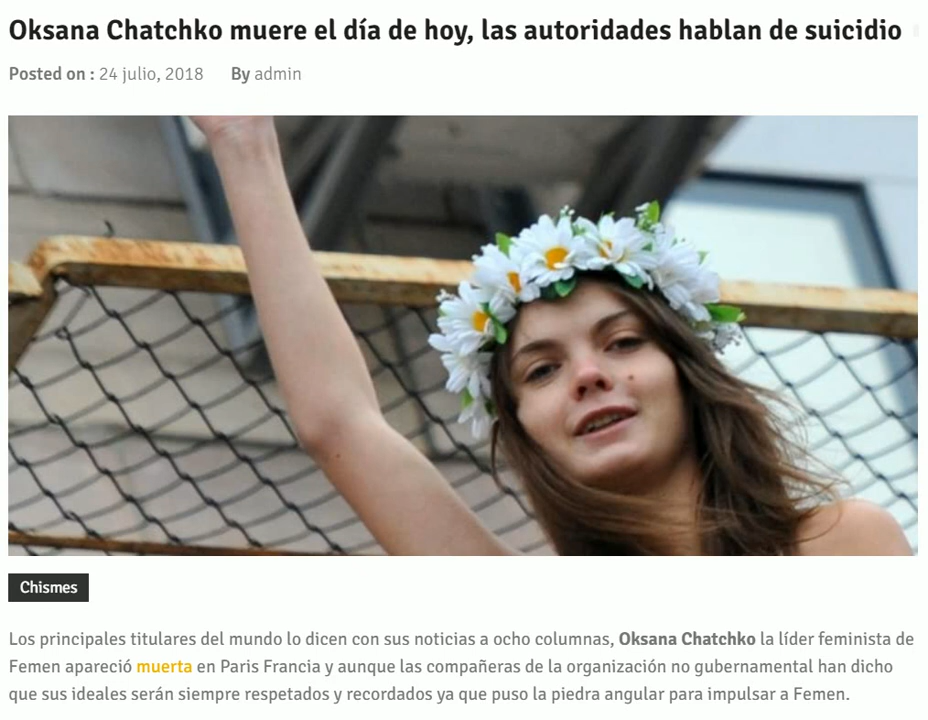 Oksana Chatchko muere el día de hoy, las autoridades hablan de suicidio
Posted on : 24 julio, 2018 By admin
Chismes
Los principales titulares del mundo lo dicen con sus noticias a ocho columnas, Oksana Chatchko la líder feminista de
Femen apareció muerta en Paris Francia y aunque las compañeras de la organización no gubernamental han dicho
que sus ideales serán siempre respetados y recordados ya que puso la piedra angular para impulsar a Femen.